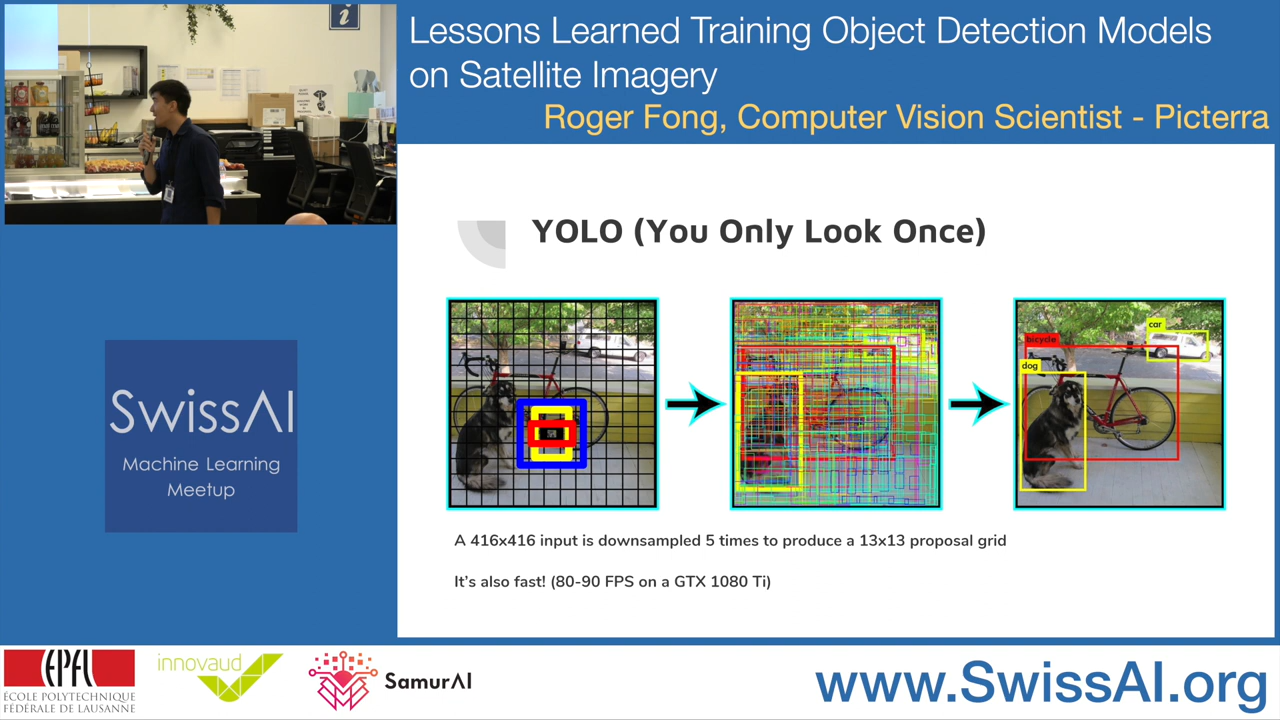 Lessons Learned Training Object Detection Models
on Satellite Imagery
Roger Fong, Computer Vision Scientist - Picterra
YOLO (You Only Look Once)
car
bicycle
dog
A 416x416 input is downsampled 5 times to produce a 13x13 proposal grid
It's also fast! (80-90 FPS on a GTX 1080 Ti)
SwissAI
Machine Learning
Meetup
EPFL
ÉCOLE POLYTECHNIQUE
FÉDÉRALE DE LAUSANNE
innovaud
SamurAI
www.SwissAI.org